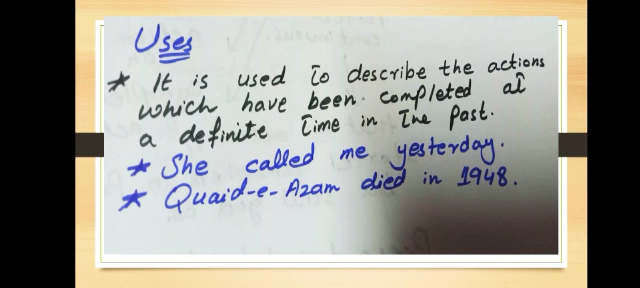 Uses
* It is used to describe the actions
which have been completed at
a definite time in the past.
* She called me yesterday.
* Quaid-e-Azam died in 1948.